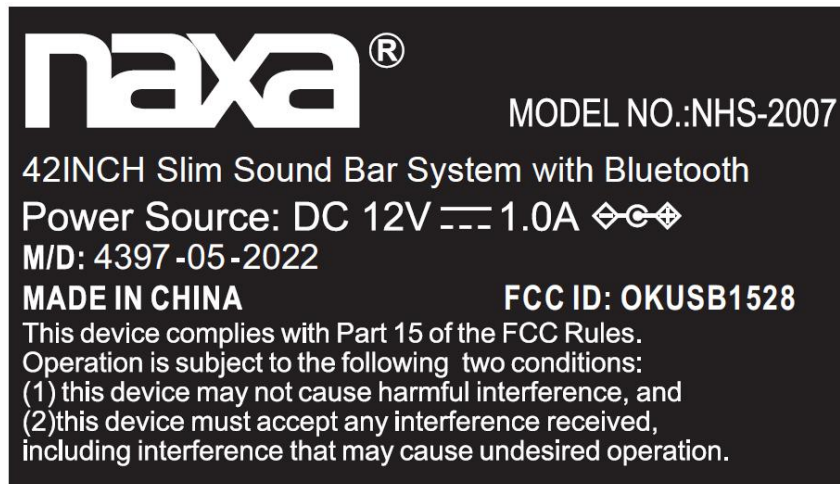 naxa®
MODEL NO.:NHS-2007
42INCH Slim Sound Bar System with Bluetooth
Power Source: DC 12V 1.0A
M/D: 4397-05-2022
MADE IN CHINA FCC ID: OKUSB1528
This device complies with Part 15 of the FCC Rules.
Operation is subject to the following two conditions:
(1) this device may not cause harmful interference, and
(2)this device must accept any interference received,
including interference that may cause undesired operation.